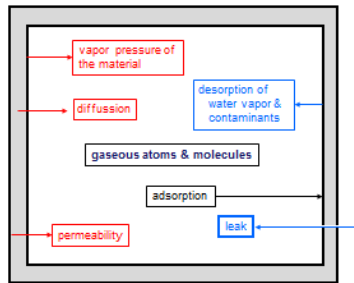 vapor pressure of
the material
diffussion
desorption of
water vapor &
contaminants
gaseous atoms & molecules
adsorption
leak
permeability